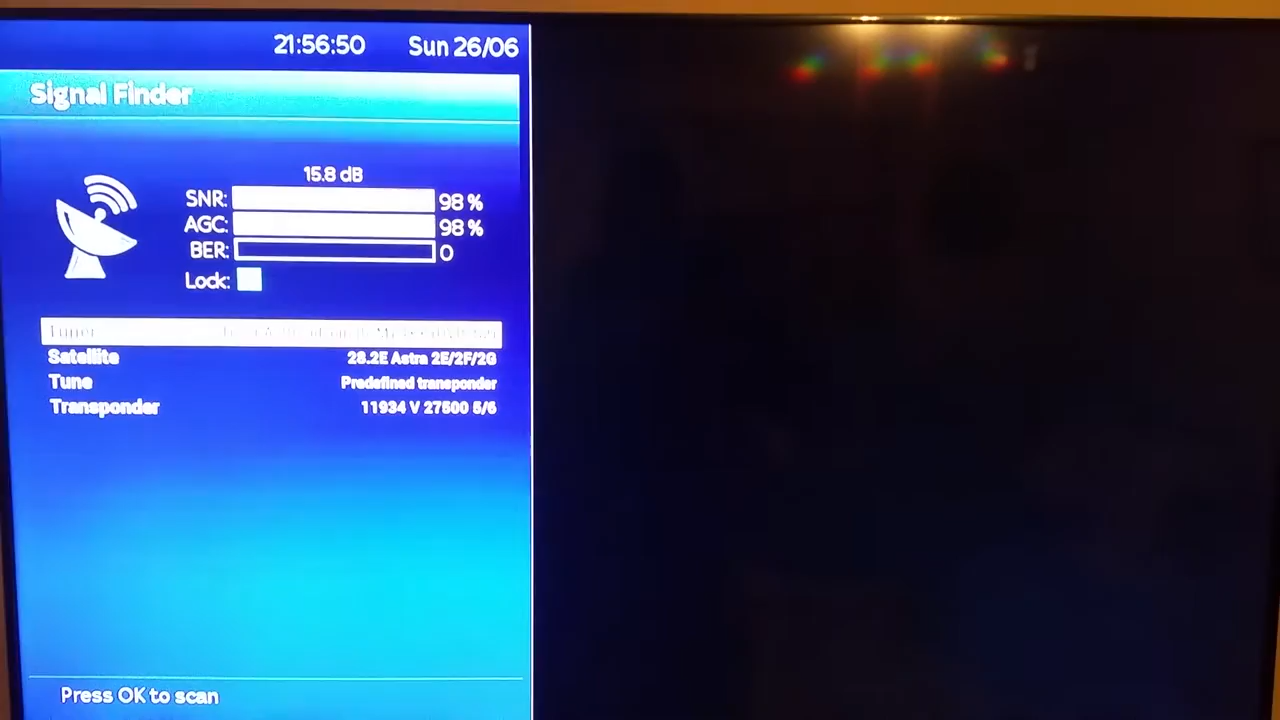 21:56:50 Sun 26/06
Signal Finder
15.8 dB
SNR: 98 %
AGC: 98 %
BER: 0
Lock:
Tuner
Satellite 28.2E Astra 2E/2F/2G
Tune Predefined transponder
Transponder 11934 V 27500 5/6
Press OK to scan